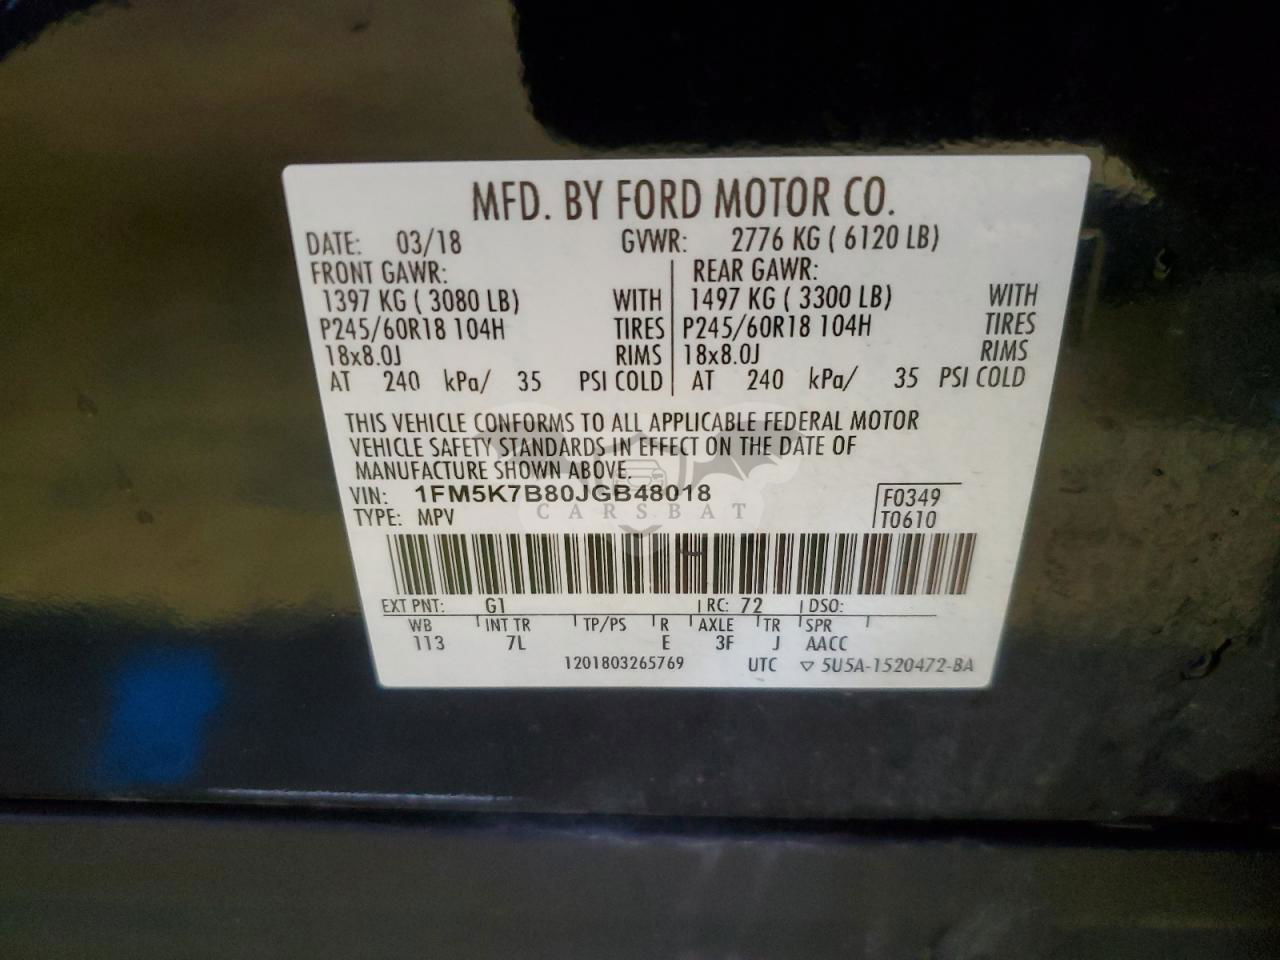 MFD. BY FORD MOTOR CO.
DATE: 03/18 GVWR: 2776 KG ( 6120 LB)
FRONT GAWR: REAR GAWR:
1397 KG ( 3080 LB) WITH 1497 KG ( 3300 LB) WITH
P245/60R18 104H TIRES P245/60R18 104H TIRES
18x8.0J RIMS 18x8.0J RIMS
AT 240 kPa/ 35 PSI COLD AT 240 kPa/ 35 PSI COLD
THIS VEHICLE CONFORMS TO ALL APPLICABLE FEDERAL MOTOR
VEHICLE SAFETY STANDARDS IN EFFECT ON THE DATE OF
MANUFACTURE SHOWN ABOVE.
VIN: 1FM5K7B80JGB48018 F0349
CARSBAT
TYPE: MPV T0610
EXT PNT: G1 RC: 72 DSO:
WB INT TR TP/PS R AXLE TR SPR
113 7L E 3F J AACC
1201803265769 UTC ▽ 5U5A-1520472-BA